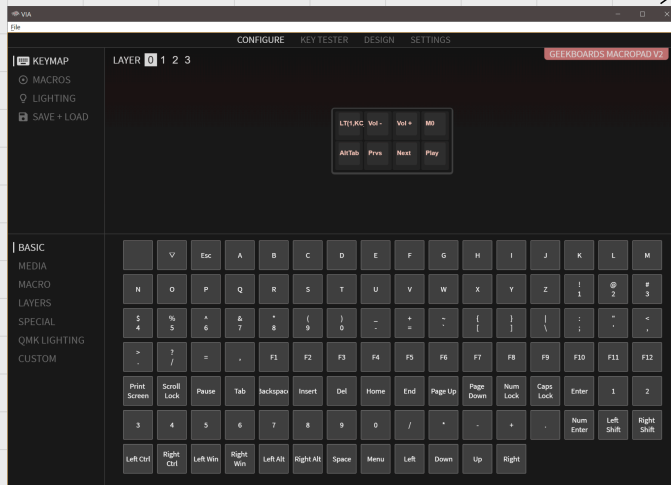 VIA
File
CONFIGURE KEY TESTER DESIGN SETTINGS
KEYMAP
MACROS
LIGHTING
SAVE + LOAD
LAYER 0 1 2 3
GEEKBOARDS MACROPAD V2
LT(1,KC Vol - Vol + M0
AltTab Prvs Next Play
BASIC
MEDIA
MACRO
LAYERS
SPECIAL
QMK LIGHTING
CUSTOM
▽ Esc A B C D E F G H I J K L M
N O P Q R S T U V W X Y Z ! 1 @ 2 # 3
$ 4 % 5 ^ 6 & 7 * 8 ( 9 ) 0 _ - + = ~ ` { [ } ] | \ : ; " ' < ,
> . ? / = , F1 F2 F3 F4 F5 F6 F7 F8 F9 F10 F11 F12
Print Screen Scroll Lock Pause Tab Backspace Insert Del Home End Page Up Page Down Num Lock Caps Lock Enter 1 2
3 4 5 6 7 8 9 0 / * - + . Num Enter Left Shift Right Shift
Left Ctrl Right Ctrl Left Win Right Win Left Alt Right Alt Space Menu Left Down Up Right